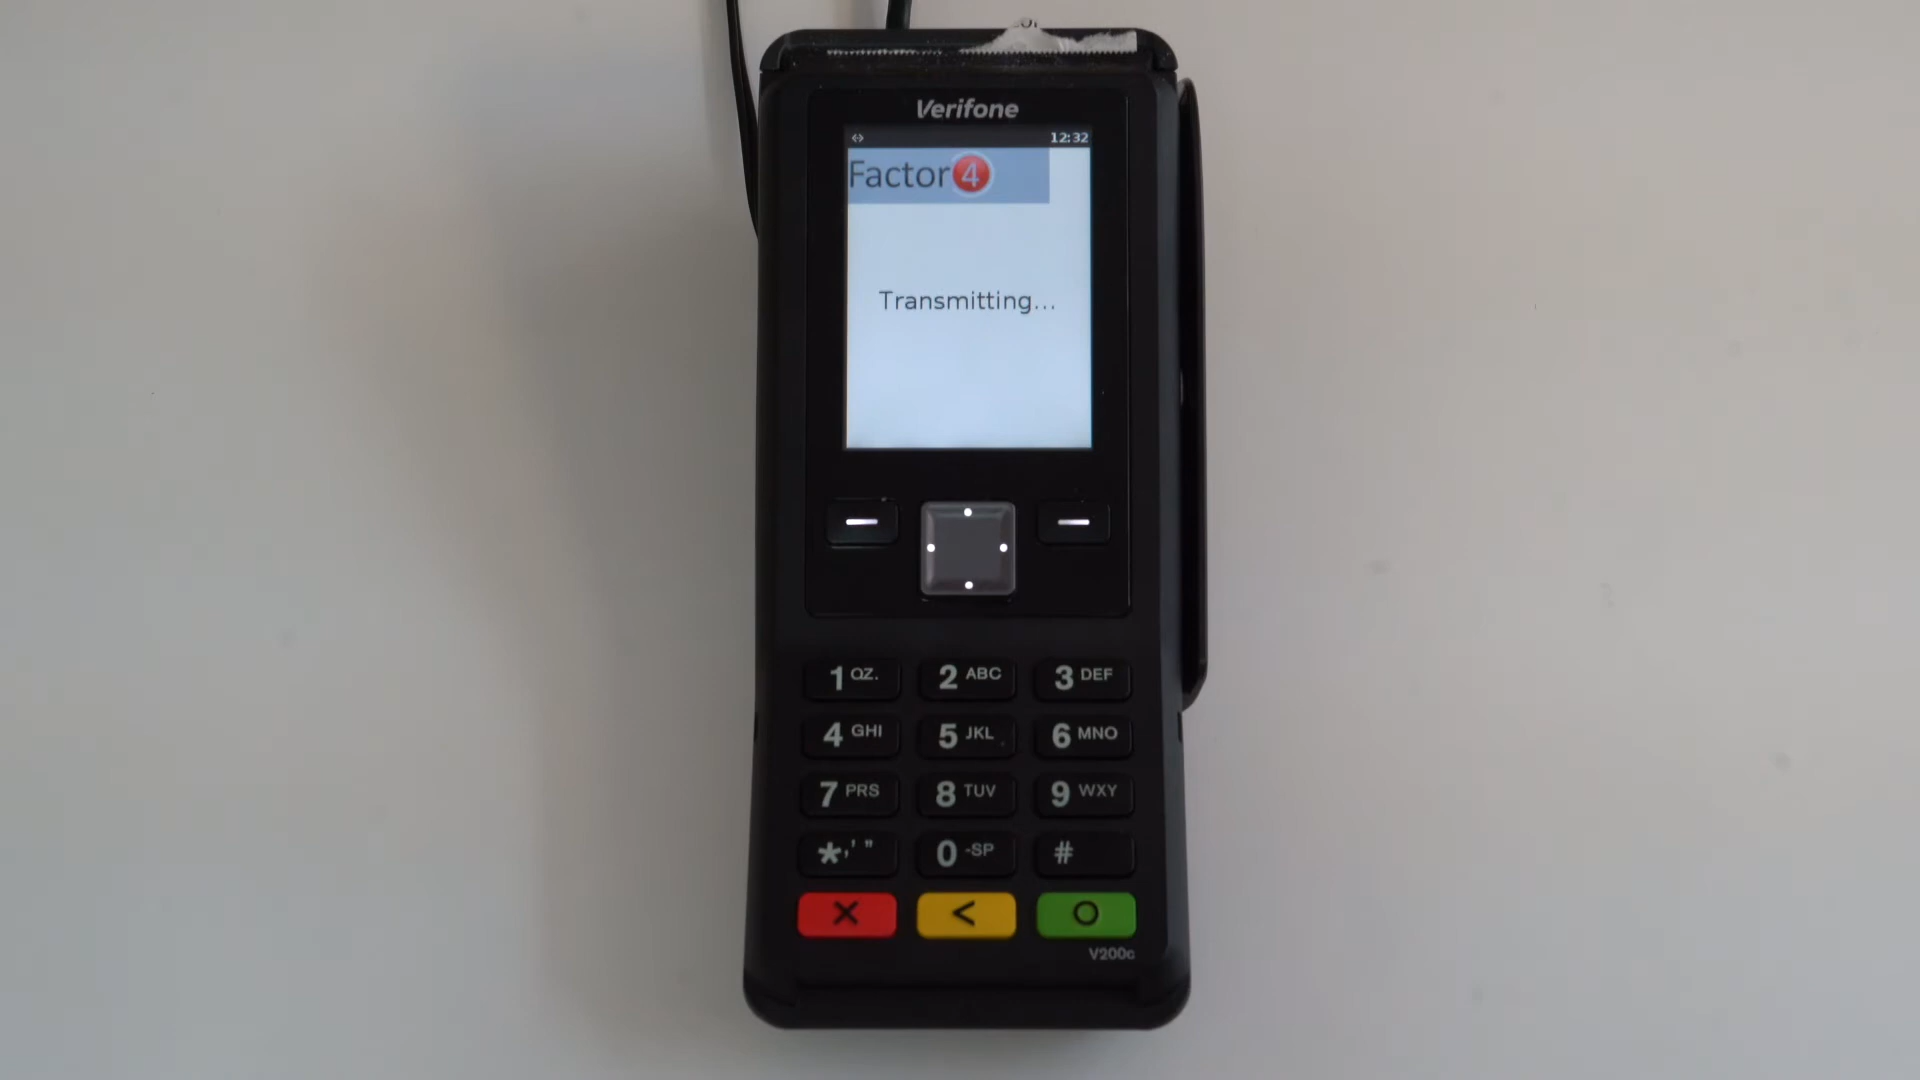 Verifone
12:32
Factor4
Transmitting...
1 QZ. 2 ABC 3 DEF
4 GHI 5 JKL 6 MNO
7 PRS 8 TUV 9 WXY
*,'" 0 -SP #
X < O
V200c